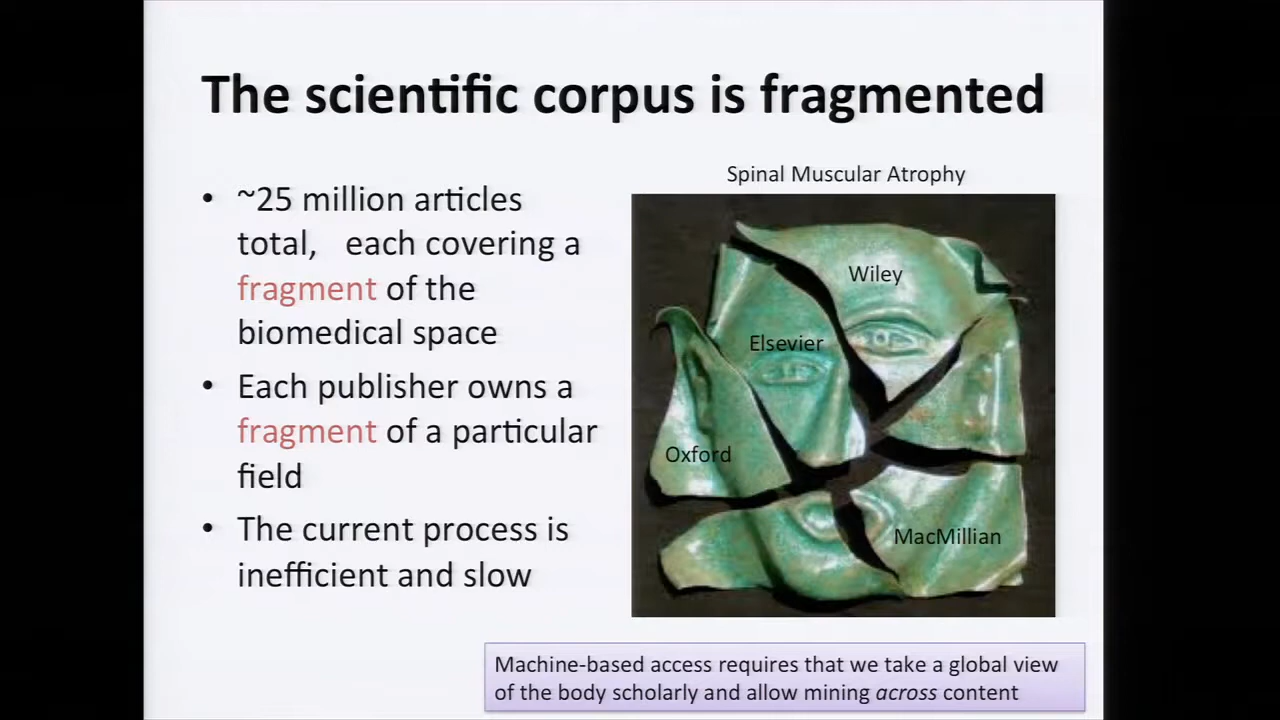 The scientific corpus is fragmented
• ~25 million articles
total, each covering a
fragment of the
biomedical space
• Each publisher owns a
fragment of a particular
field
• The current process is
inefficient and slow
Spinal Muscular Atrophy
Wiley
Elsevier
Oxford
MacMillian
Machine-based access requires that we take a global view
of the body scholarly and allow mining across content